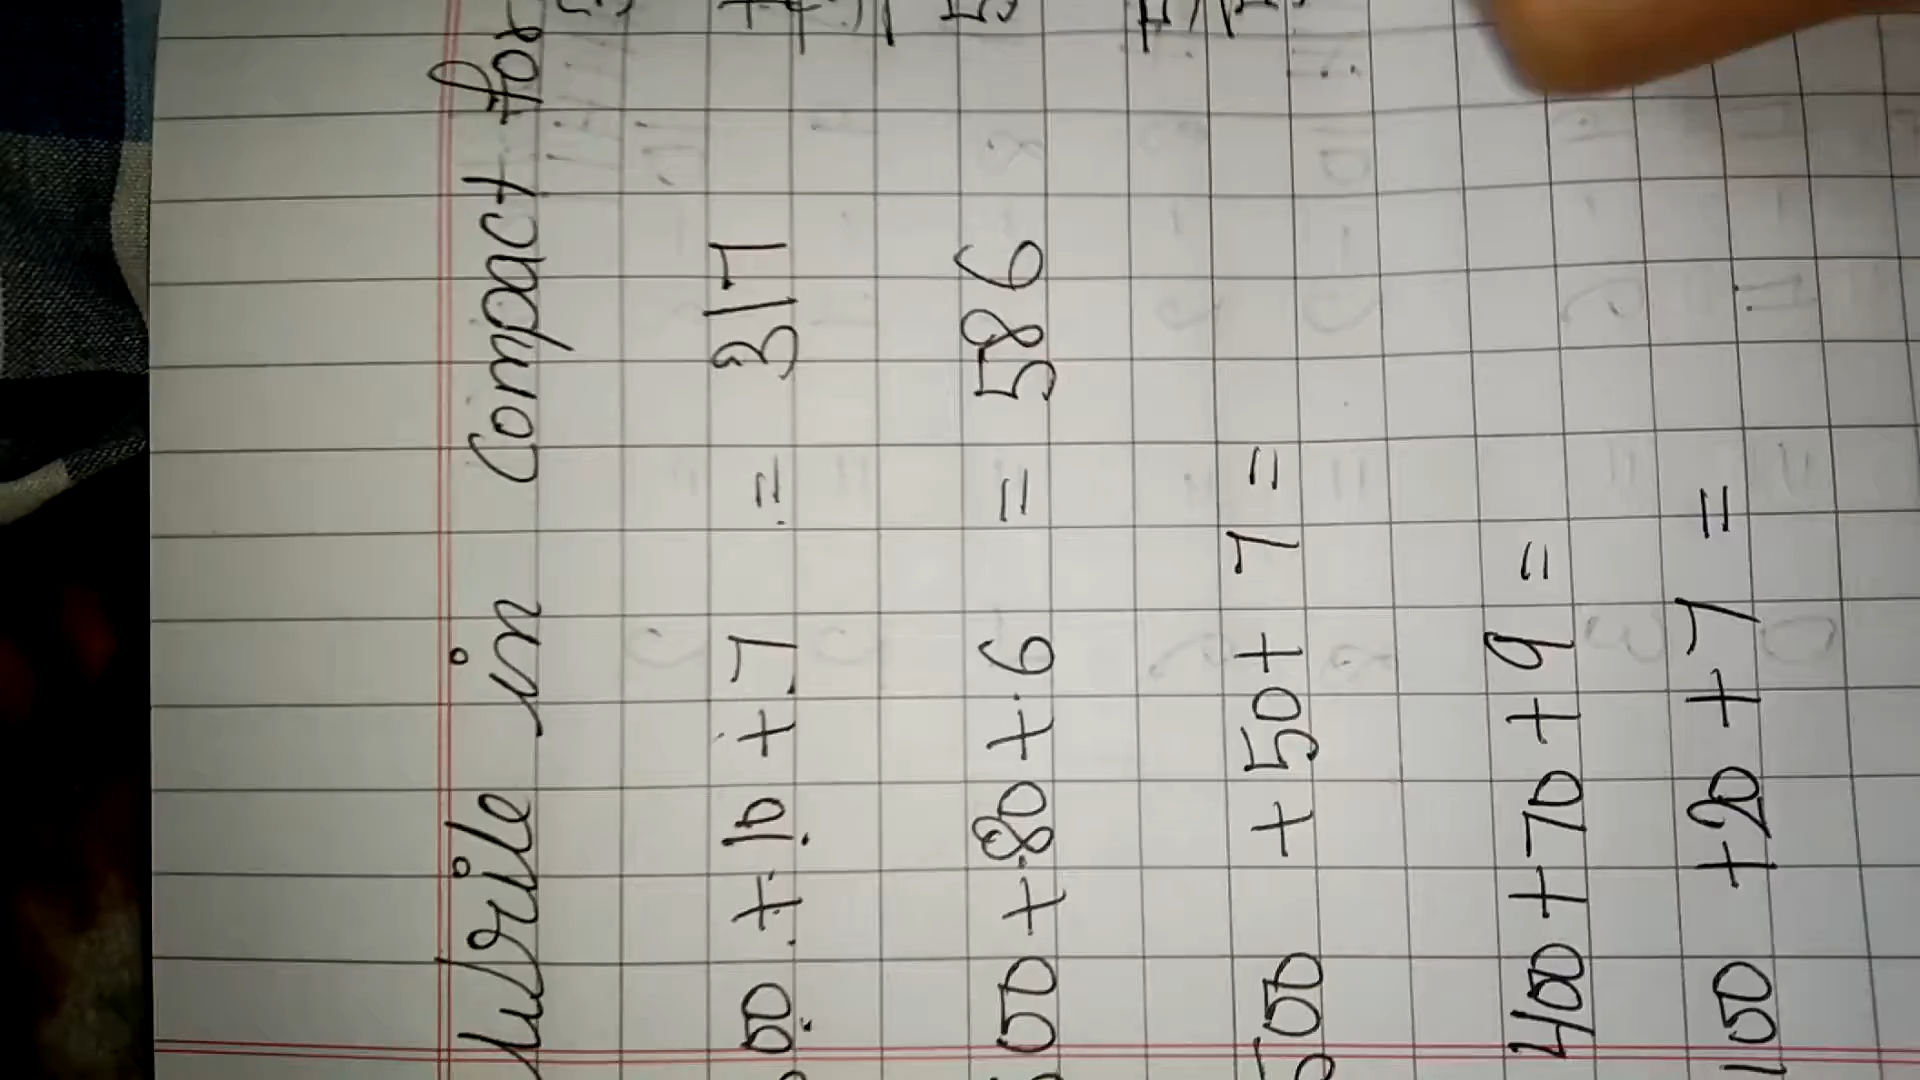 Write in Compact for
00 + 10 + 7 = 317
500 + 80 + 6 = 586
500 + 50 + 7 =
400 + 70 + 9 =
100 + 20 + 7 =